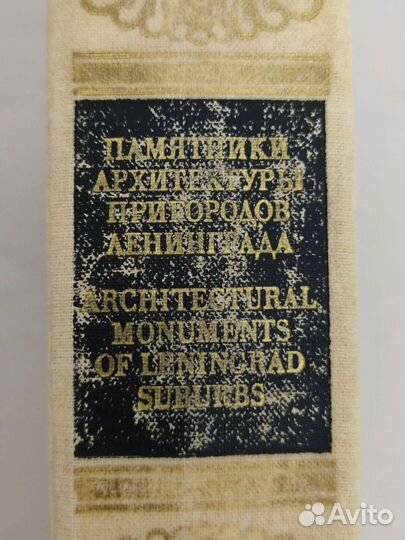 ПАМЯТНИКИ
АРХИТЕКТУРЫ
ПРИГОРОДОВ
ЛЕНИНГРАДА
ARCHITECTURAL
MONUMENTS
OF LENINGRAD
SUBURBS
Avito